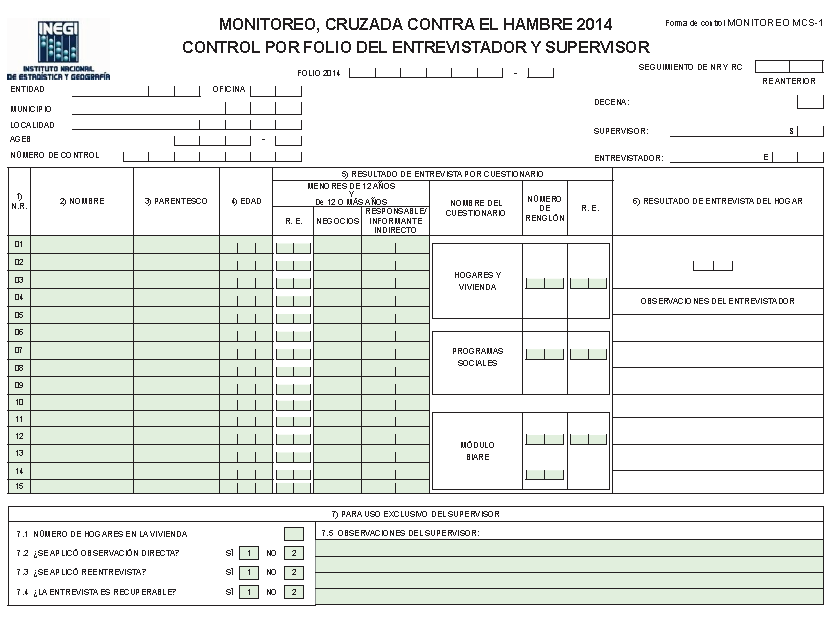 MONITOREO, CRUZADA CONTRA EL HAMBRE 2014
Forma de control MONITOREO MCS-1
CONTROL POR FOLIO DEL ENTREVISTADOR Y SUPERVISOR
INEGI
INSTITUTO NACIONAL
DE ESTADÍSTICA Y GEOGRAFÍA
FOLIO 2014 -
SEGUIMIENTO DE NR Y RC
RE ANTERIOR
ENTIDAD OFICINA
MUNICIPIO
DECENA:
LOCALIDAD
AGEB -
SUPERVISOR: S
NÚMERO DE CONTROL
ENTREVISTADOR: E
1)
N.R.
2) NOMBRE
3) PARENTESCO
4) EDAD
5) RESULTADO DE ENTREVISTA POR CUESTIONARIO
MENORES DE 12 AÑOS
Y
De 12 O MÁS AÑOS
R. E.
NEGOCIOS
RESPONSABLE/
INFORMANTE
INDIRECTO
NOMBRE DEL
CUESTIONARIO
NÚMERO
DE
RENGLÓN
R. E.
6) RESULTADO DE ENTREVISTA DEL HOGAR
01
02
03
04
05
06
07
08
09
10
11
12
13
14
15
HOGARES Y
VIVIENDA
PROGRAMAS
SOCIALES
MÓDULO
BIARE
OBSERVACIONES DEL ENTREVISTADOR
7) PARA USO EXCLUSIVO DEL SUPERVISOR
7.1 NÚMERO DE HOGARES EN LA VIVIENDA
7.2 ¿SE APLICÓ OBSERVACIÓN DIRECTA? SÍ 1 NO 2
7.3 ¿SE APLICÓ REENTREVISTA? SÍ 1 NO 2
7.4 ¿LA ENTREVISTA ES RECUPERABLE? SÍ 1 NO 2
7.5 OBSERVACIONES DEL SUPERVISOR: